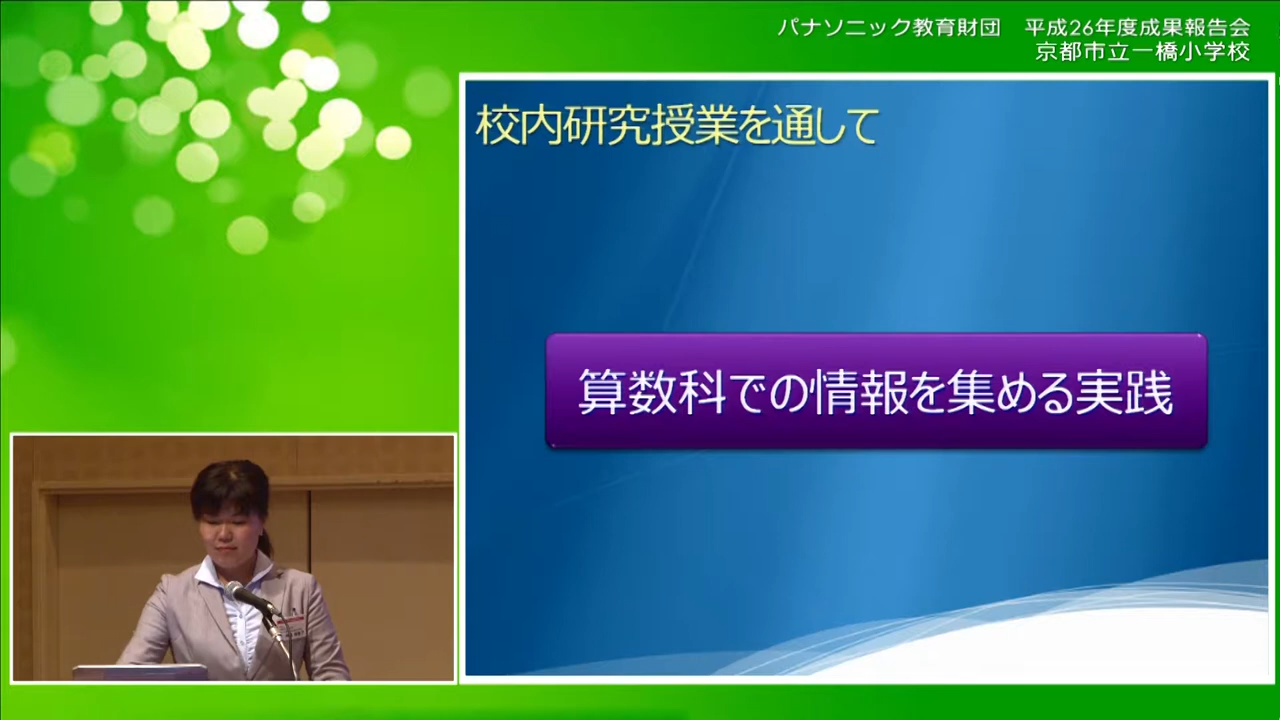 パナソニック教育財団　平成26年度成果報告会
京都市立一橋小学校
校内研究授業を通して
算数科での情報を集める実践